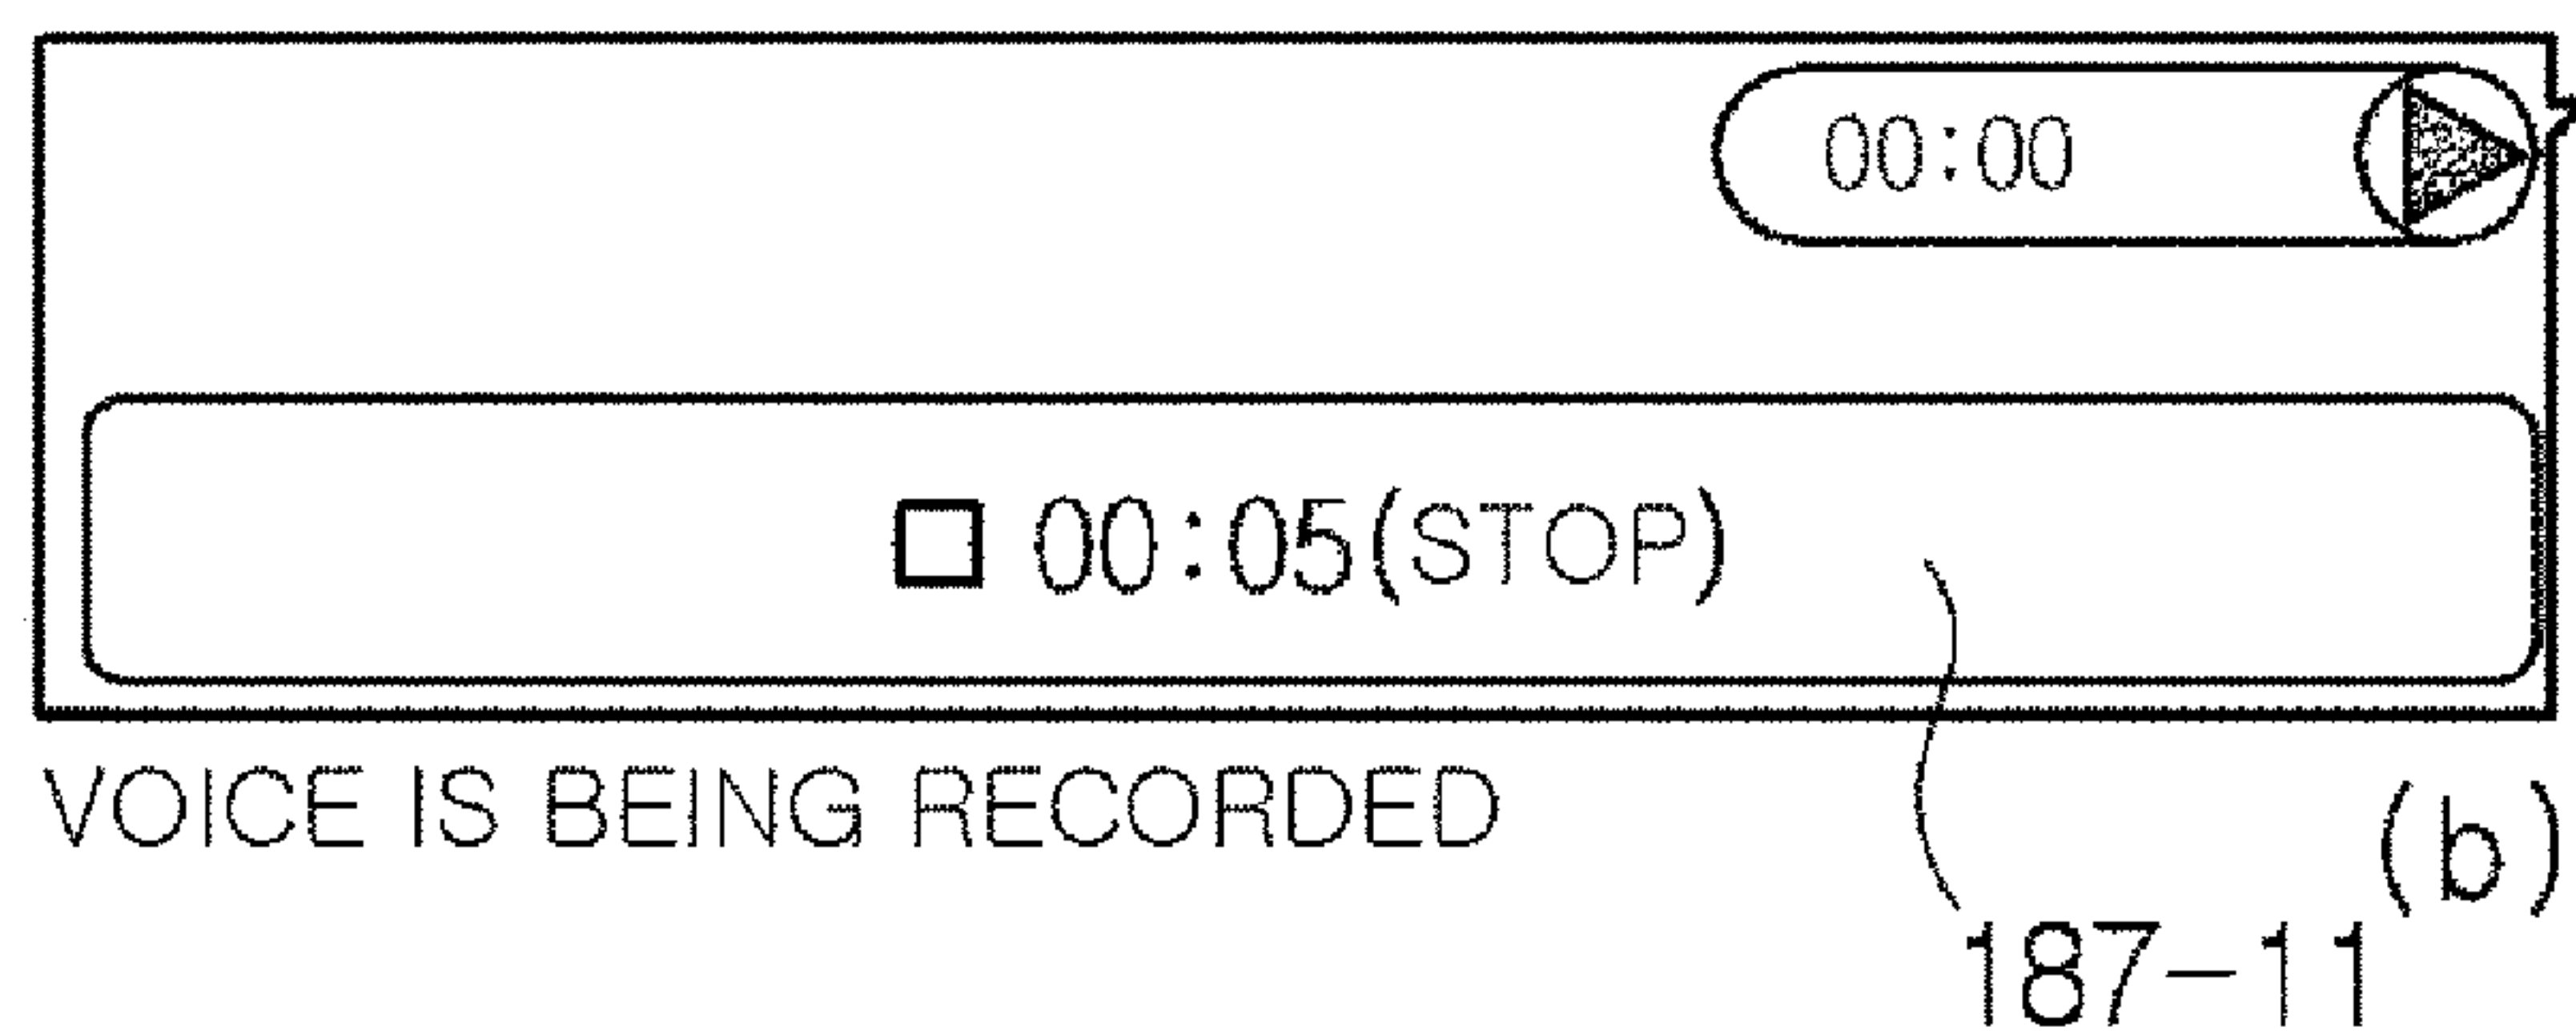 00:00
□ 00:05(STOP)
VOICE IS BEING RECORDED
(b)
187-11